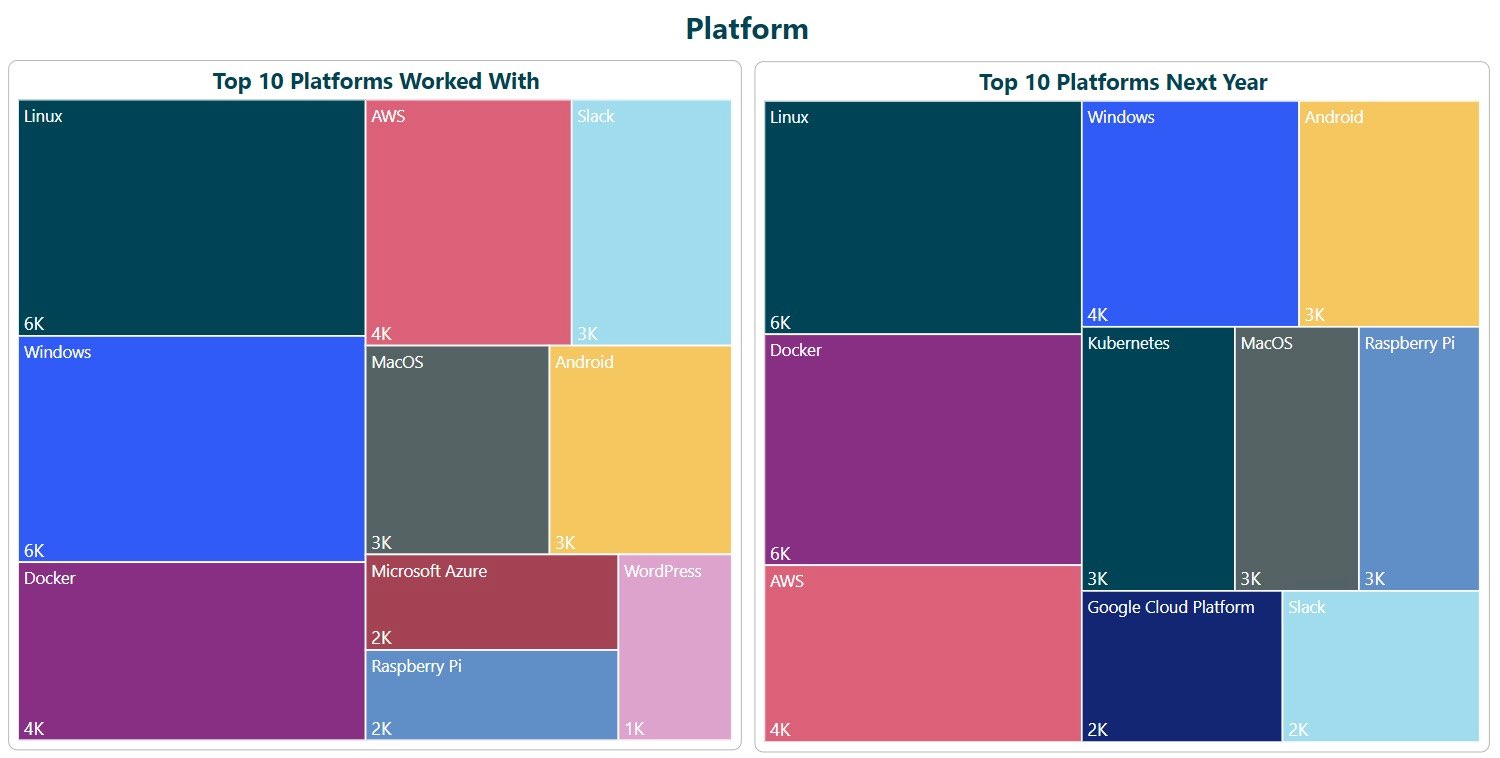 Platform
Top 10 Platforms Worked With
Linux
6K
Windows
6K
Docker
4K
AWS
4K
Slack
3K
MacOS
3K
Android
3K
Microsoft Azure
2K
Raspberry Pi
2K
WordPress
1K
Top 10 Platforms Next Year
Linux
6K
Docker
6K
AWS
4K
Windows
4K
Android
3K
Kubernetes
3K
MacOS
3K
Raspberry Pi
3K
Google Cloud Platform
2K
Slack
2K